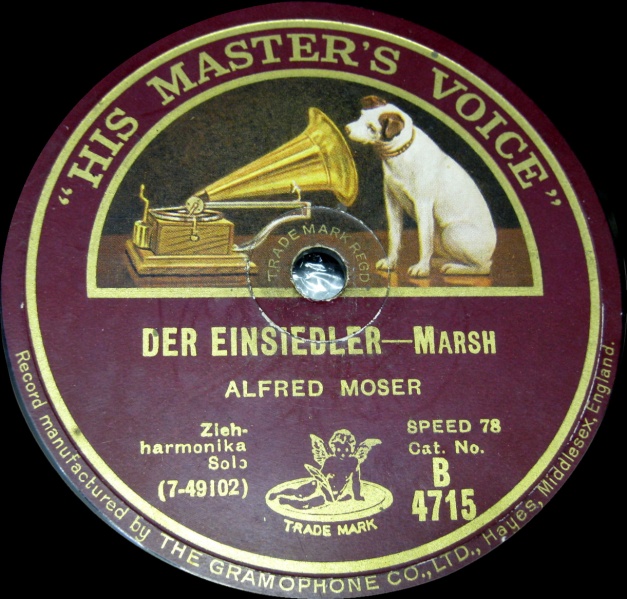 "HIS MASTER'S VOICE"
TRADE MARK REGD
DER EINSIEDLER—MARSH
ALFRED MOSER
Zieh-
harmonika
Solo
(7-49102)
SPEED 78
Cat. No.
B
4715
TRADE MARK
Record manufactured by THE GRAMOPHONE CO., LTD., Hayes, Middlesex, England.